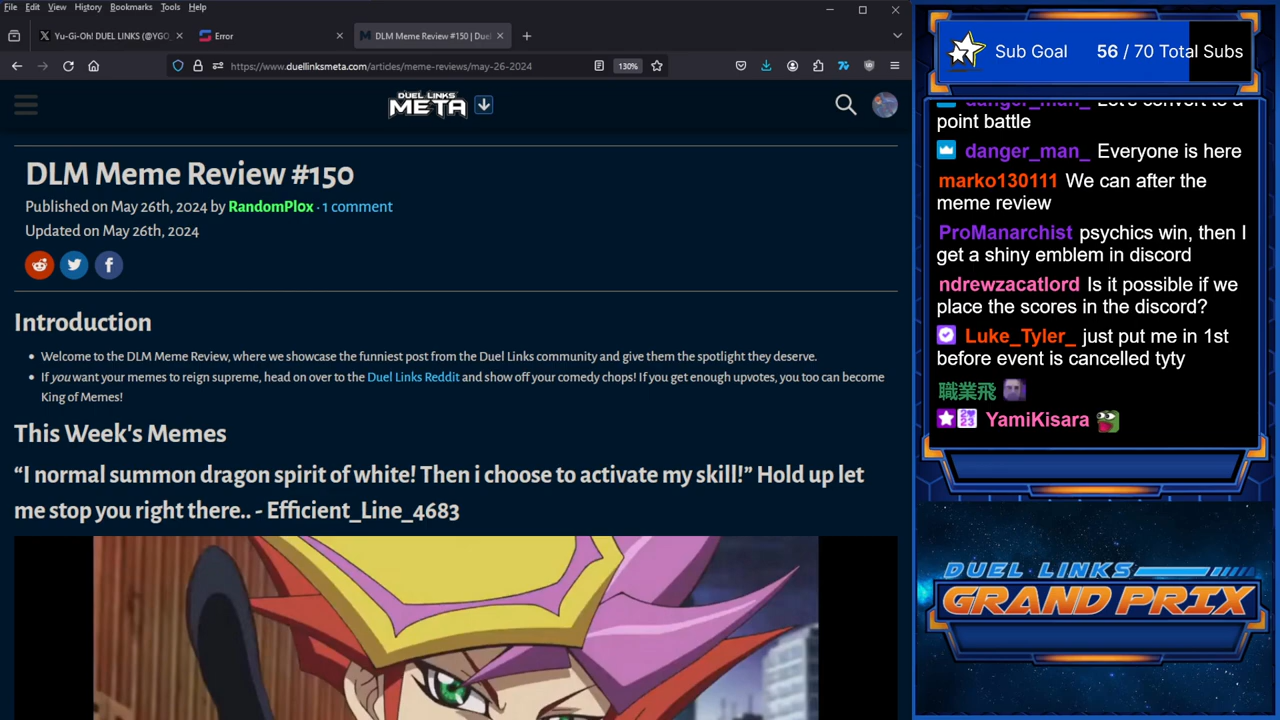 File Edit View History Bookmarks Tools Help
Yu-Gi-Oh! DUEL LINKS (@YGO_
Error
DLM Meme Review #150 | Duel
https://www.duellinksmeta.com/articles/meme-reviews/may-26-2024
130%
DUEL LINKS
META
DLM Meme Review #150
Published on May 26th, 2024 by RandomPlox · 1 comment
Updated on May 26th, 2024
Introduction
Welcome to the DLM Meme Review, where we showcase the funniest post from the Duel Links community and give them the spotlight they deserve.
If you want your memes to reign supreme, head on over to the Duel Links Reddit and show off your comedy chops! If you get enough upvotes, you too can become
King of Memes!
This Week's Memes
“I normal summon dragon spirit of white! Then i choose to activate my skill!” Hold up let
me stop you right there.. - Efficient_Line_4683
Sub Goal 56 / 70 Total Subs
danger_man_ Let's convert to a
point battle
danger_man_ Everyone is here
marko130111 We can after the
meme review
ProManarchist psychics win, then I
get a shiny emblem in discord
ndrewzacatlord Is it possible if we
place the scores in the discord?
Luke_Tyler_ just put me in 1st
before event is cancelled tyty
職業飛
YamiKisara
DUEL LINKS
GRAND PRIX